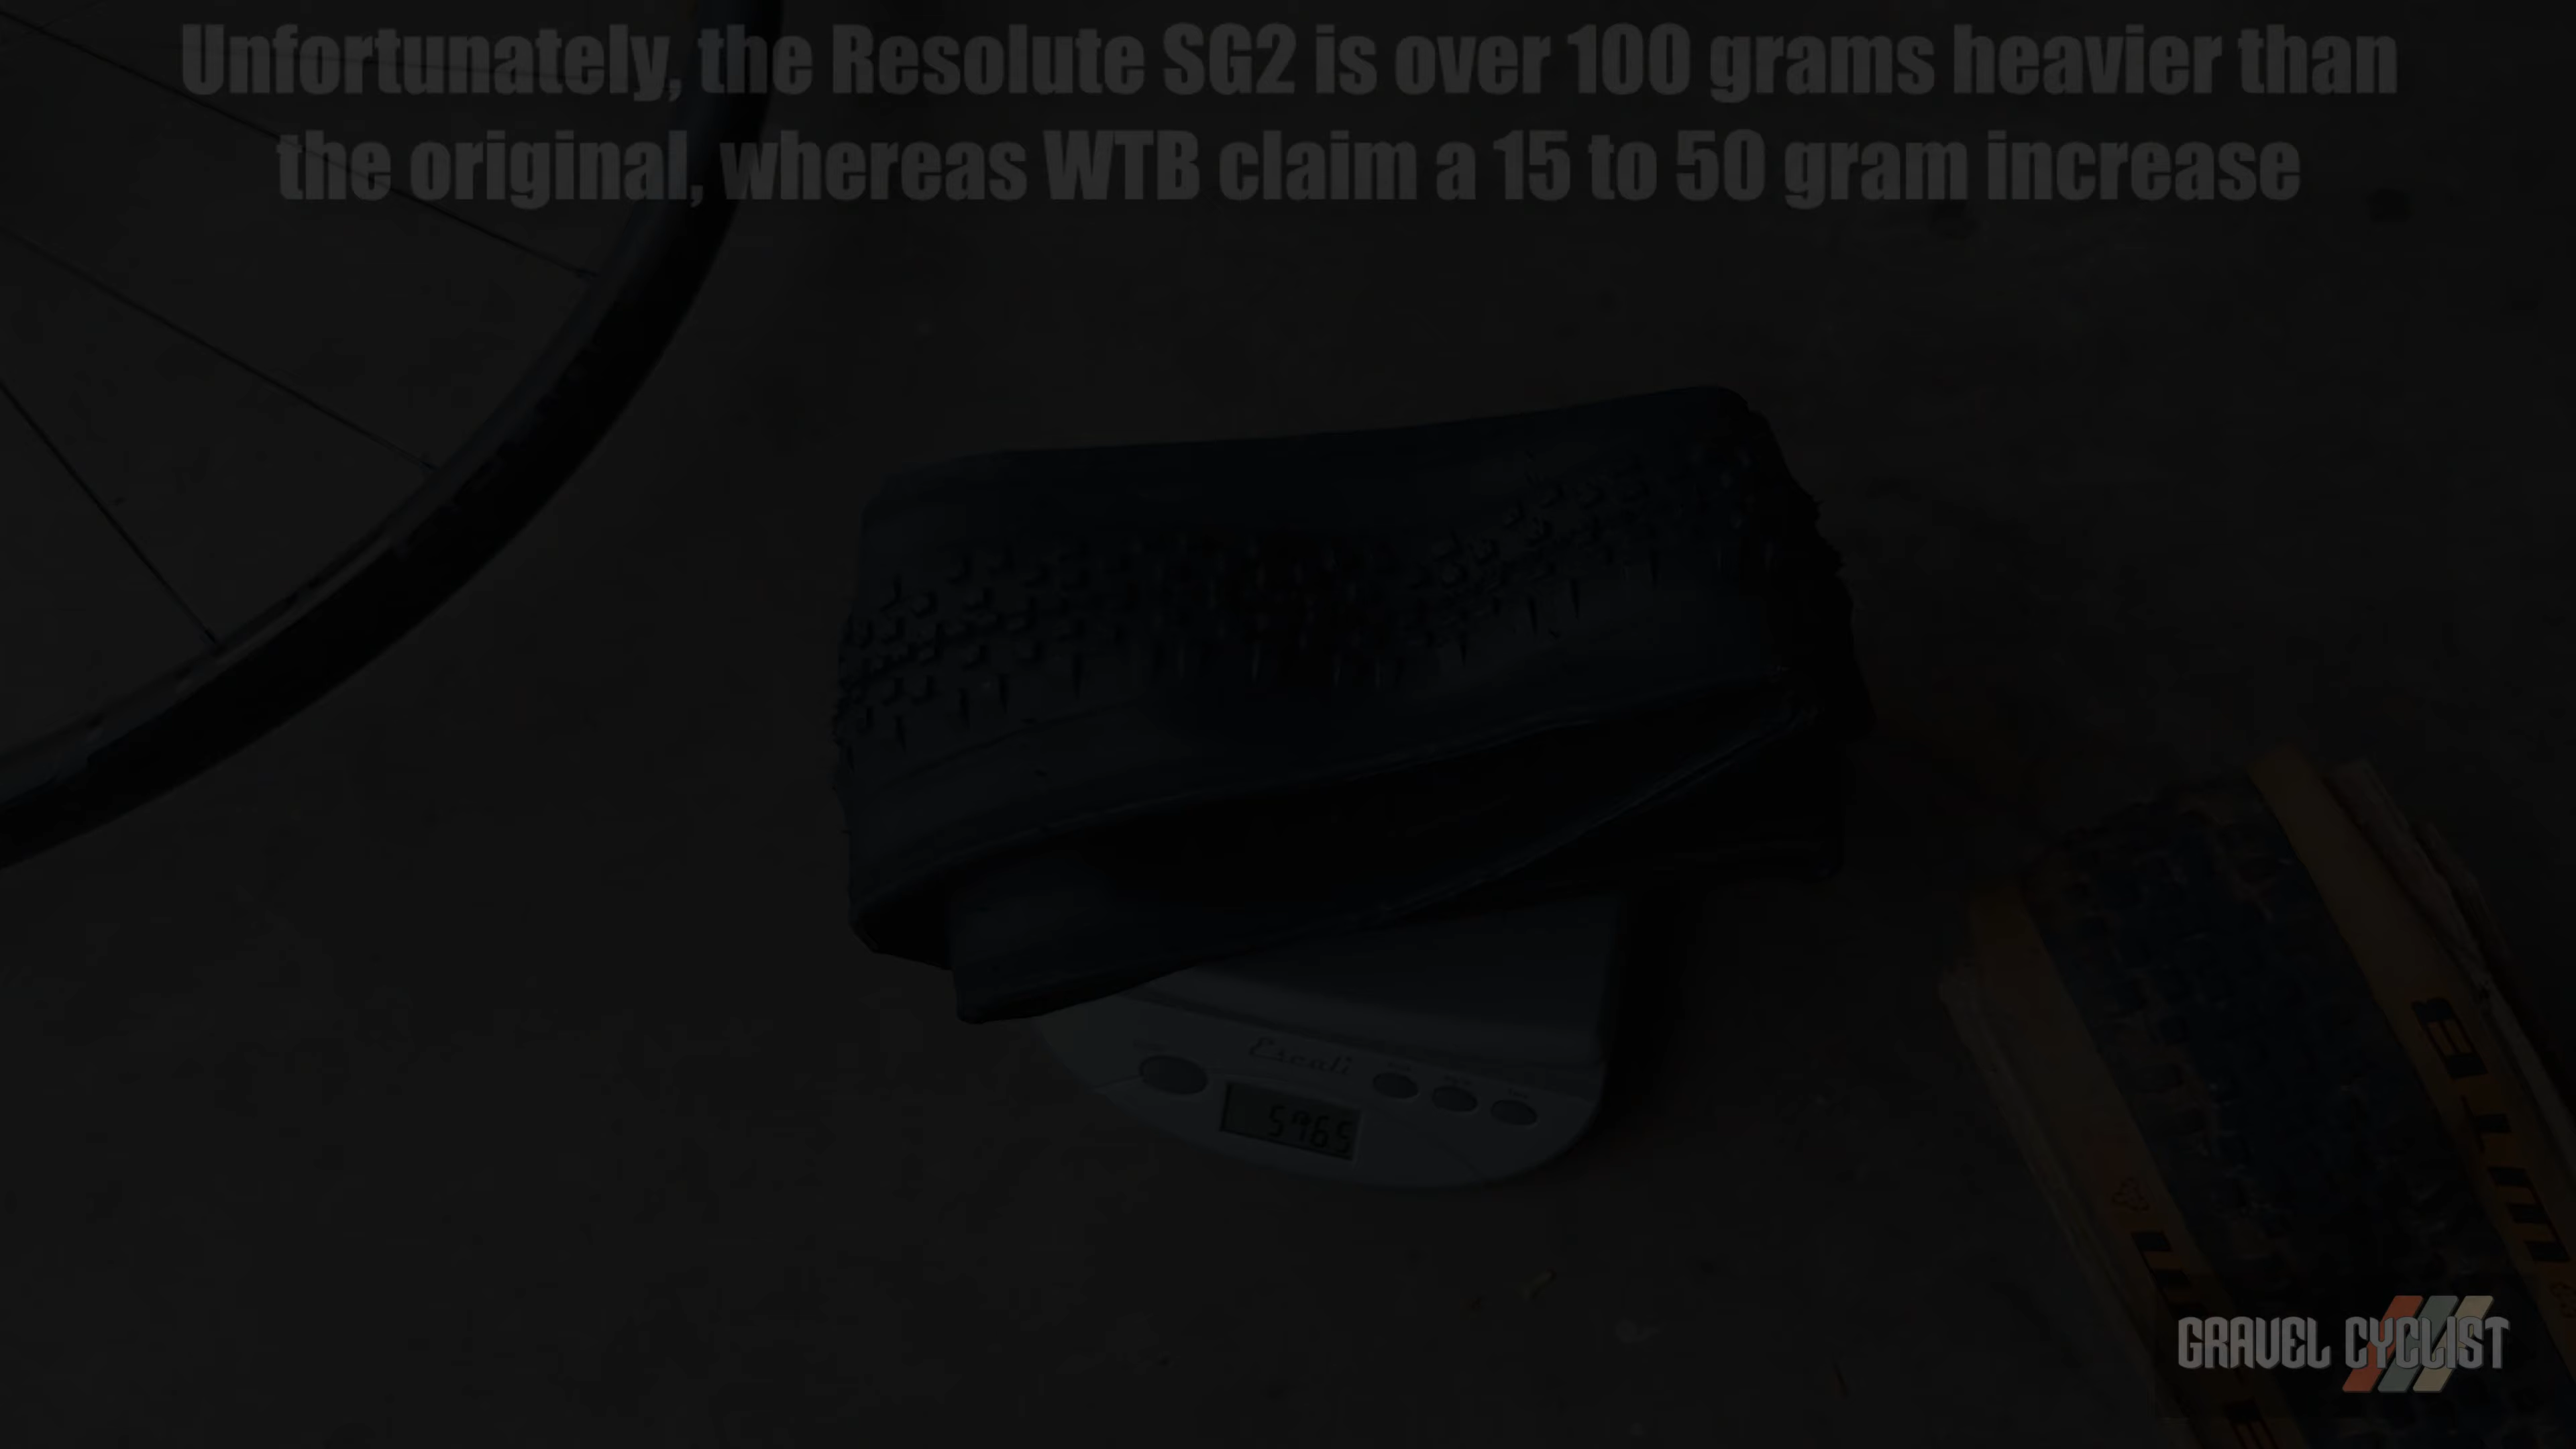 Unfortunately, the Resolute SG2 is over 100 grams heavier than
the original, whereas WTB claim a 15 to 50 gram increase
Escali
GRAVEL CYCLIST